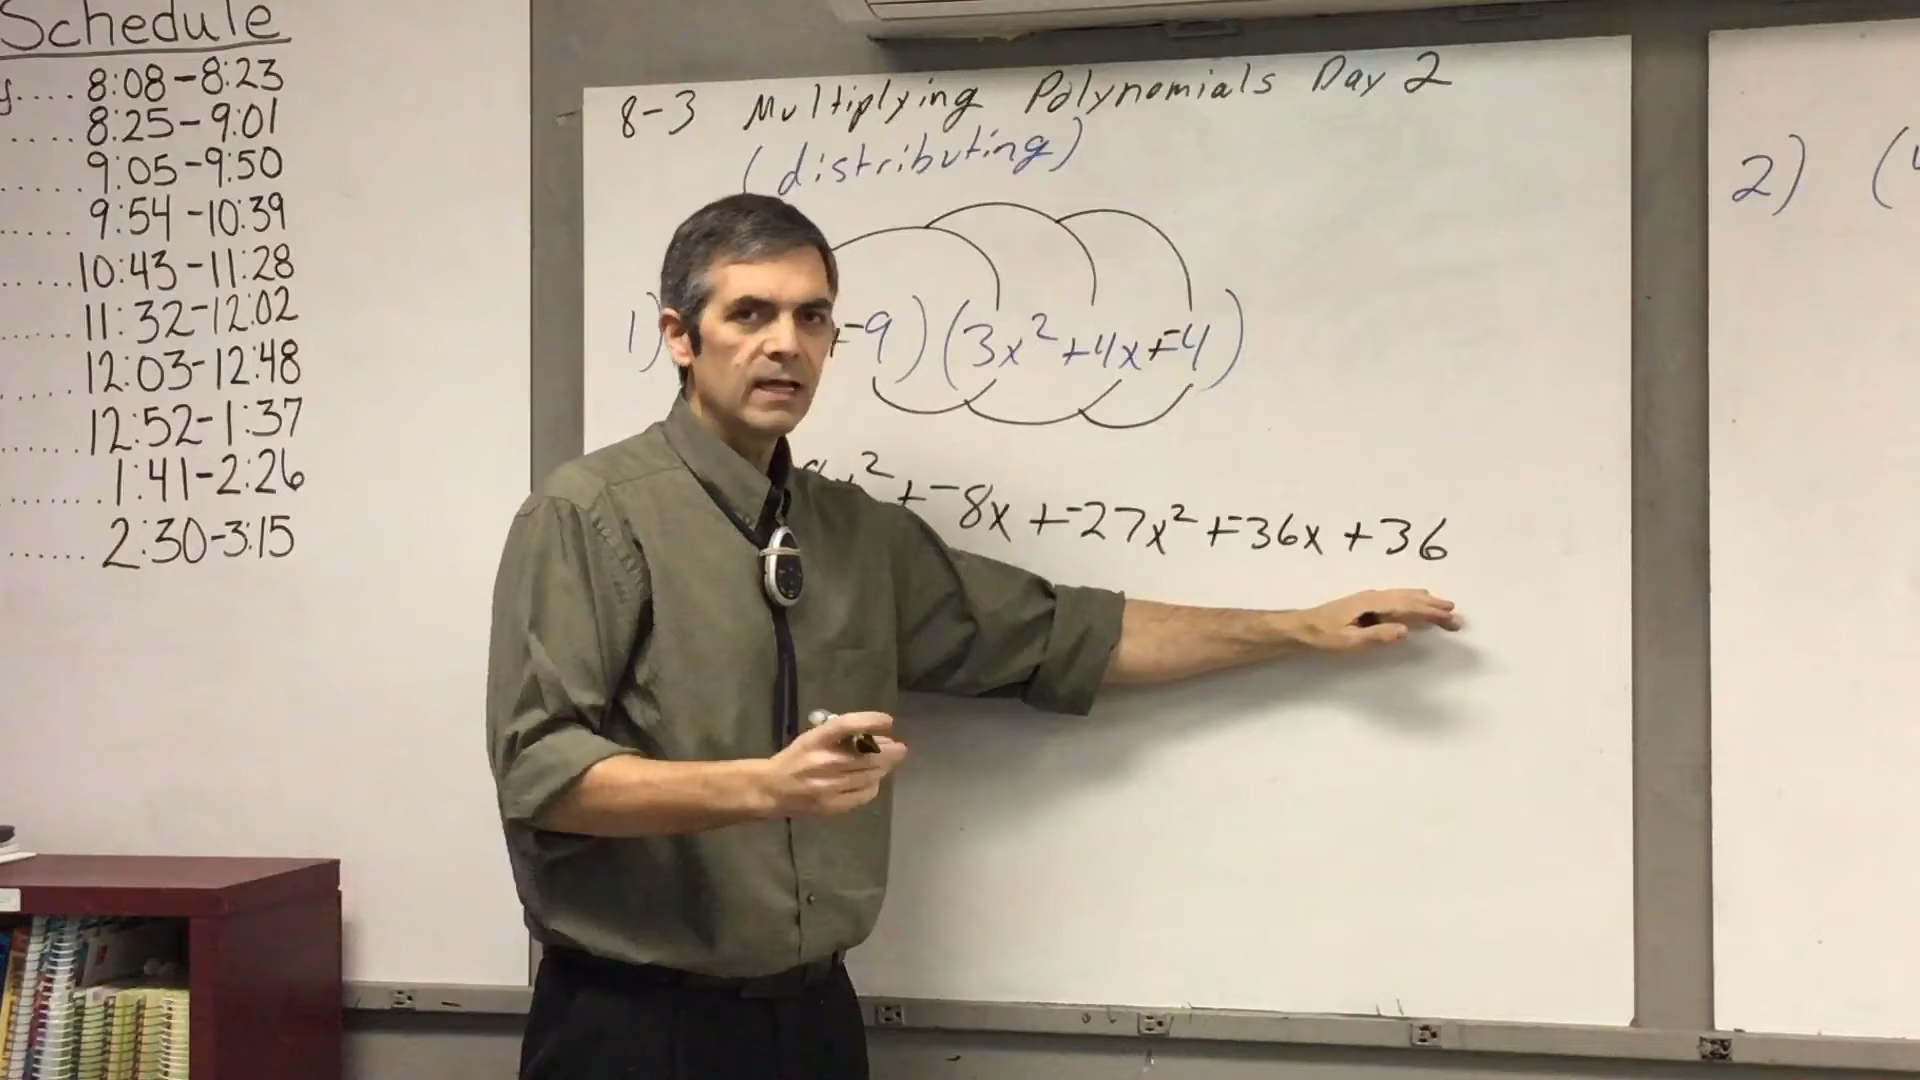 Schedule
.... 8:08-8:23
..... 8:25-9:01
..... 9:05-9:50
..... 9:54-10:39
..... 10:43-11:28
..... 11:32-12:02
..... 12:03-12:48
...... 12:52-1:37
....... 1:41-2:26
...... 2:30-3:15
8-3 Multiplying Polynomials Day 2
(distributing)
1) +-9)(3x²+4x+-4)
² + -8x + -27x² + -36x + 36
2) (